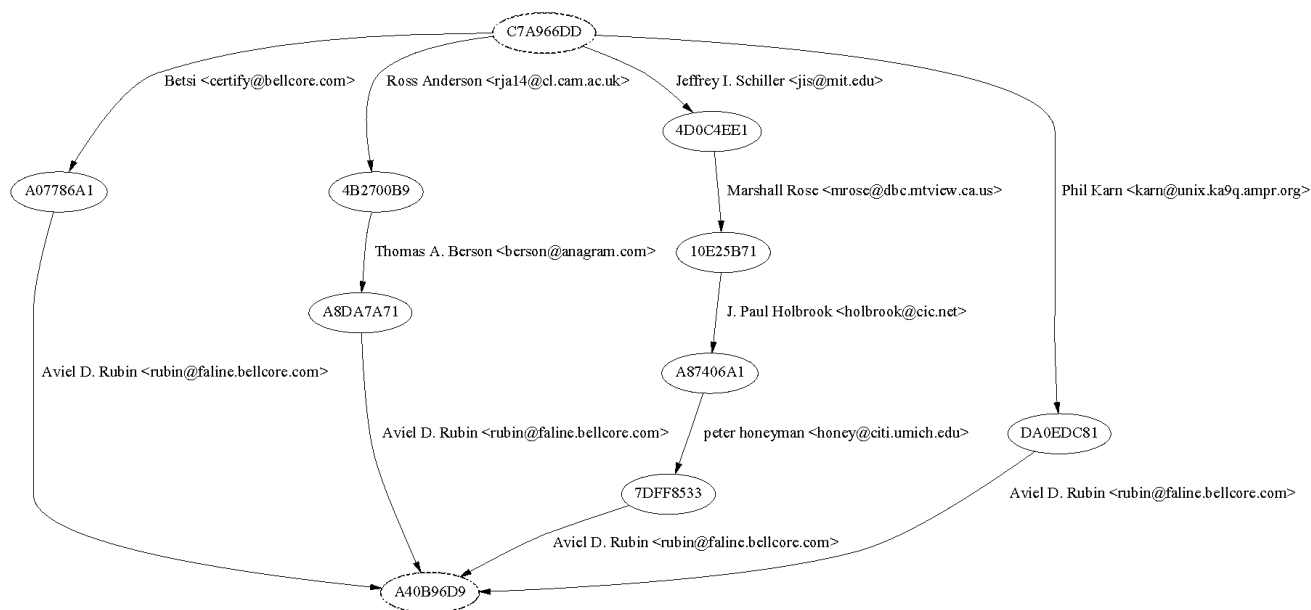 C7A966DD
Betsi <certify@bellcore.com>
Ross Anderson <rja14@cl.cam.ac.uk>
Jeffrey I. Schiller <jis@mit.edu>
4D0C4EE1
A07786A1
4B2700B9
Marshall Rose <mrose@dbc.mtview.ca.us>
Phil Karn <karn@unix.ka9q.ampr.org>
Thomas A. Berson <berson@anagram.com>
10E25B71
A8DA7A71
J. Paul Holbrook <holbrook@cic.net>
Aviel D. Rubin <rubin@faline.bellcore.com>
A87406A1
Aviel D. Rubin <rubin@faline.bellcore.com>
peter honeyman <honey@citi.umich.edu>
DA0EDC81
7DFF8533
Aviel D. Rubin <rubin@faline.bellcore.com>
Aviel D. Rubin <rubin@faline.bellcore.com>
A40B96D9